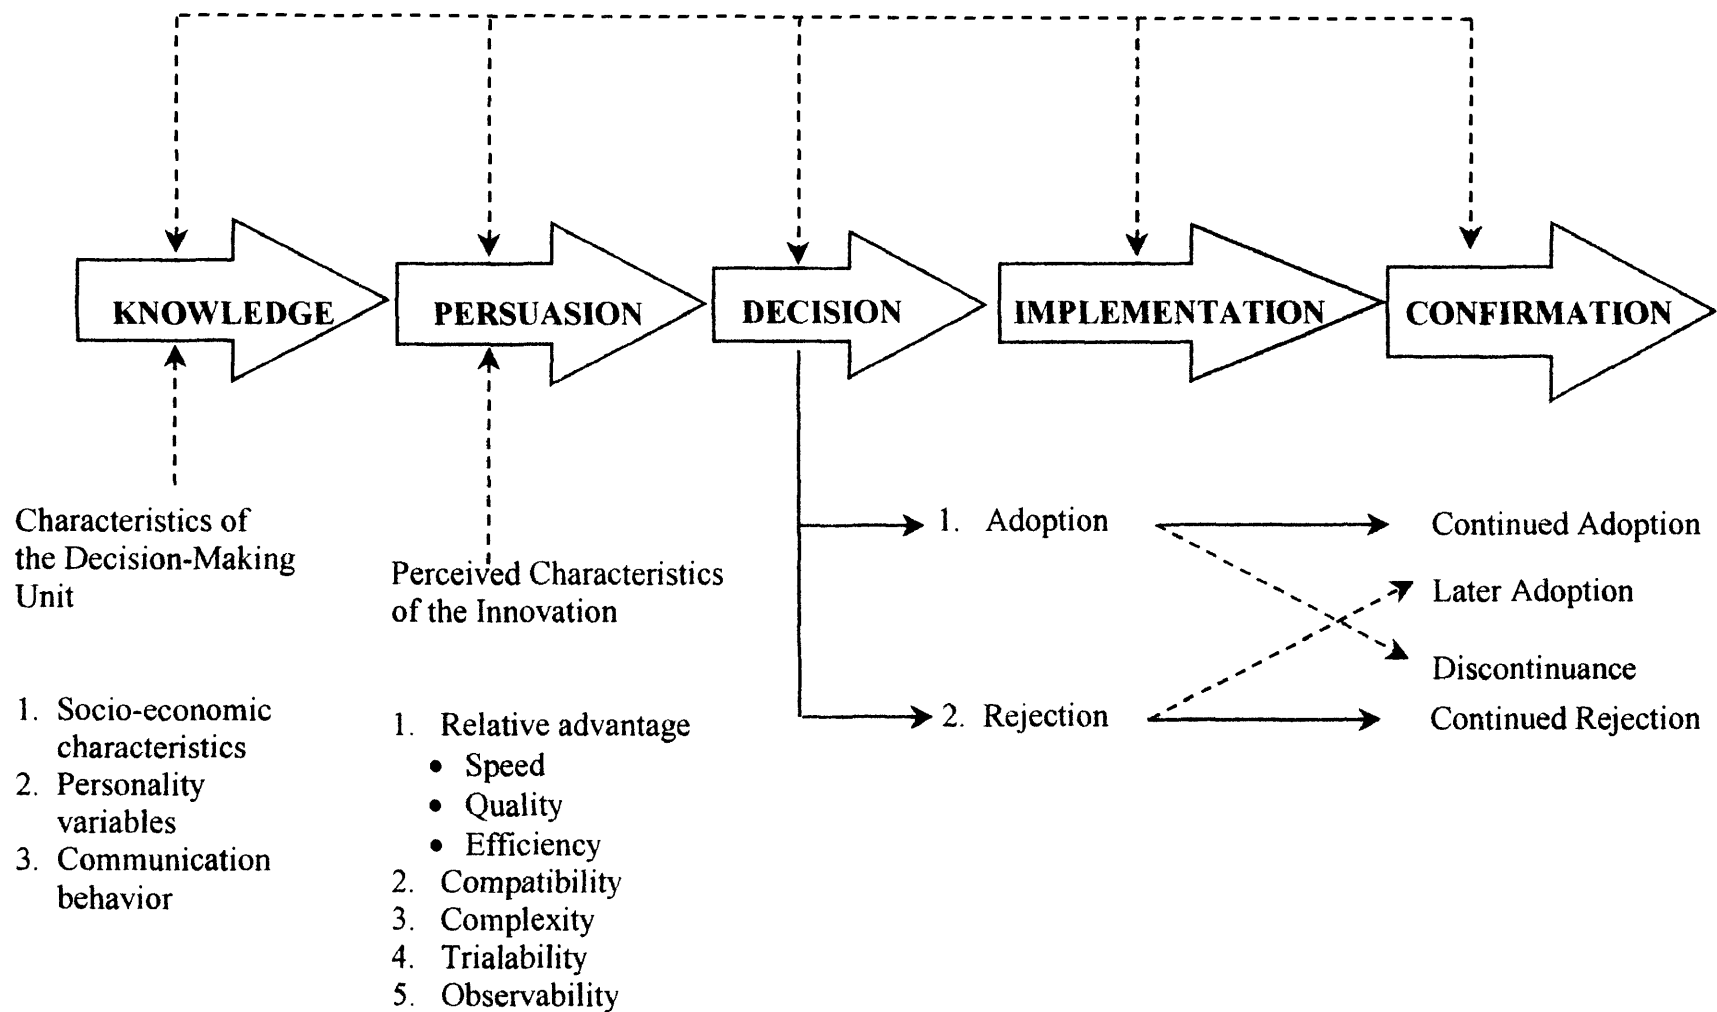 KNOWLEDGE
PERSUASION
DECISION
IMPLEMENTATION
CONFIRMATION
Characteristics of
the Decision-Making
Unit
1. Socio-economic
characteristics
2. Personality
variables
3. Communication
behavior
Perceived Characteristics
of the Innovation
1. Relative advantage
• Speed
• Quality
• Efficiency
2. Compatibility
3. Complexity
4. Trialability
5. Observability
1. Adoption
2. Rejection
Continued Adoption
Later Adoption
Discontinuance
Continued Rejection